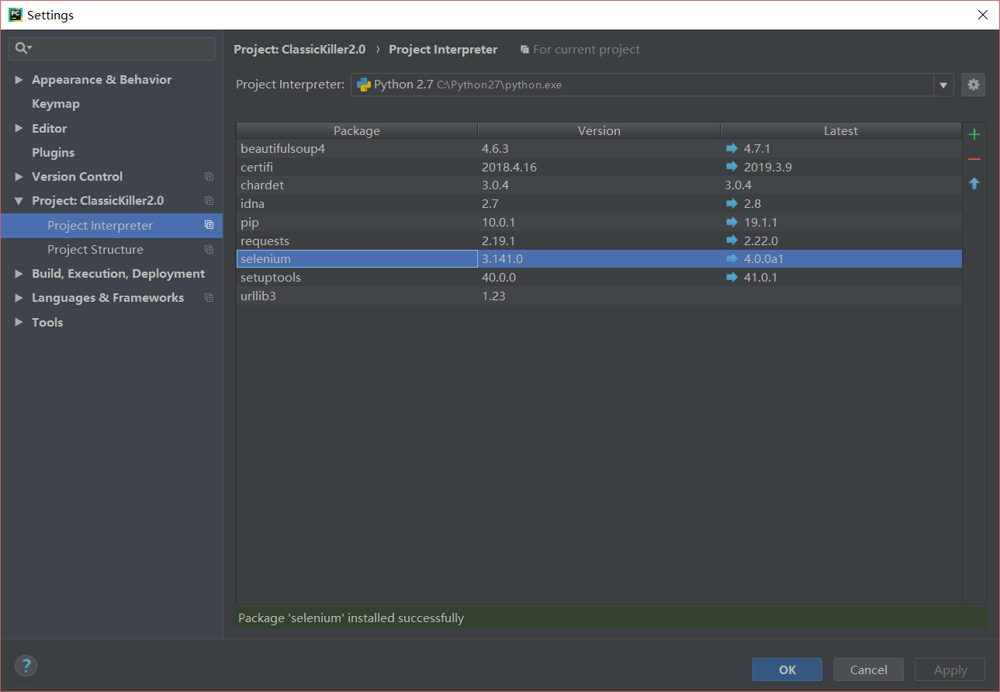 PC Settings
Appearance & Behavior
Keymap
Editor
Plugins
Version Control
Project: ClassicKiller2.0
Project Interpreter
Project Structure
Build, Execution, Deployment
Languages & Frameworks
Tools
Project: ClassicKiller2.0 › Project Interpreter For current project
Project Interpreter: Python 2.7 C:\Python27\python.exe
Package Version Latest
beautifulsoup4 4.6.3 4.7.1
certifi 2018.4.16 2019.3.9
chardet 3.0.4 3.0.4
idna 2.7 2.8
pip 10.0.1 19.1.1
requests 2.19.1 2.22.0
selenium 3.141.0 4.0.0a1
setuptools 40.0.0 41.0.1
urllib3 1.23
Package 'selenium' installed successfully
? OK Cancel Apply